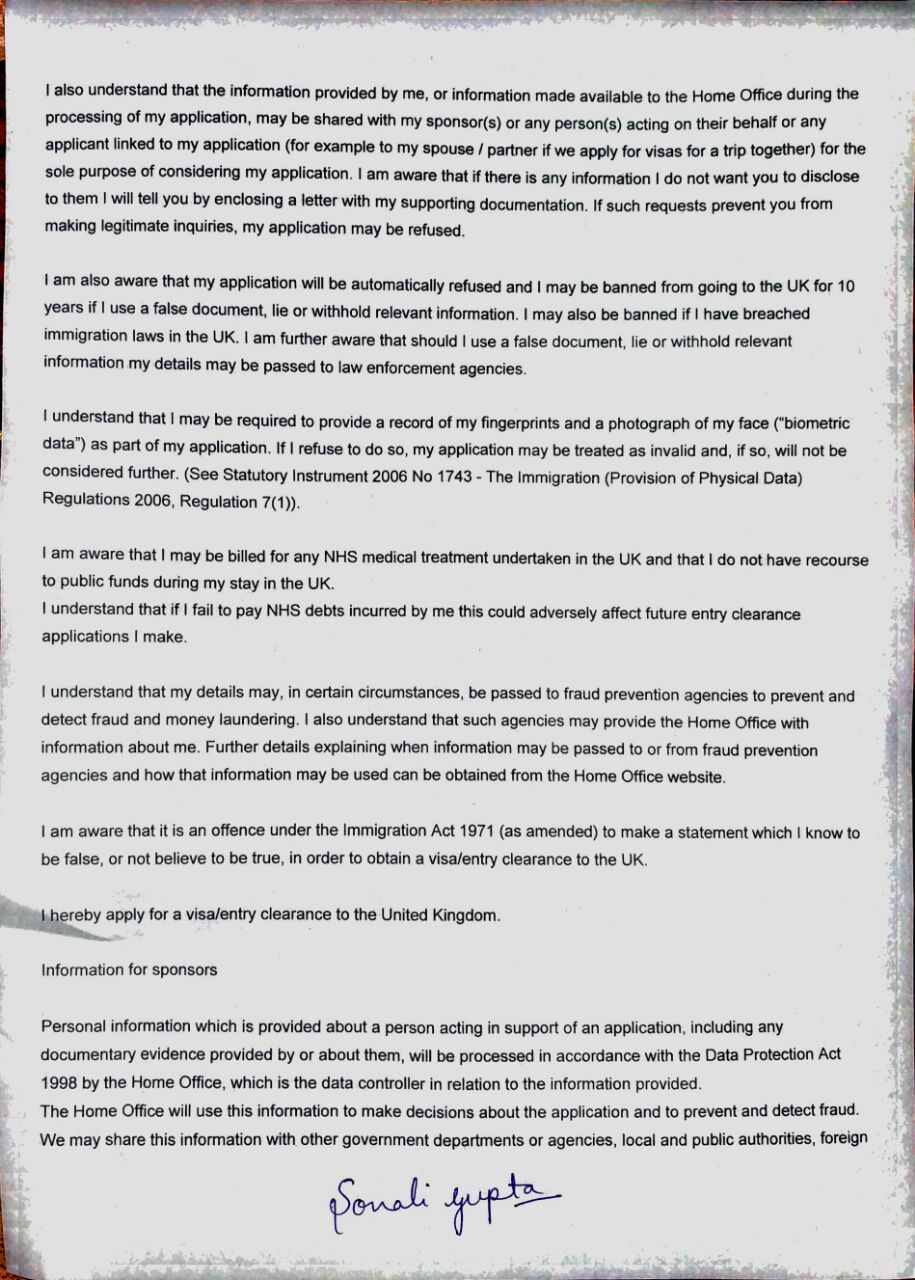 I also understand that the information provided by me, or information made available to the Home Office during the
processing of my application, may be shared with my sponsor(s) or any person(s) acting on their behalf or any
applicant linked to my application (for example to my spouse / partner if we apply for visas for a trip together) for the
sole purpose of considering my application. I am aware that if there is any information I do not want you to disclose
to them I will tell you by enclosing a letter with my supporting documentation. If such requests prevent you from
making legitimate inquiries, my application may be refused.
I am also aware that my application will be automatically refused and I may be banned from going to the UK for 10
years if I use a false document, lie or withhold relevant information. I may also be banned if I have breached
immigration laws in the UK. I am further aware that should I use a false document, lie or withhold relevant
information my details may be passed to law enforcement agencies.
I understand that I may be required to provide a record of my fingerprints and a photograph of my face (“biometric
data”) as part of my application. If I refuse to do so, my application may be treated as invalid and, if so, will not be
considered further. (See Statutory Instrument 2006 No 1743 - The Immigration (Provision of Physical Data)
Regulations 2006, Regulation 7(1)).
I am aware that I may be billed for any NHS medical treatment undertaken in the UK and that I do not have recourse
to public funds during my stay in the UK.
I understand that if I fail to pay NHS debts incurred by me this could adversely affect future entry clearance
applications I make.
I understand that my details may, in certain circumstances, be passed to fraud prevention agencies to prevent and
detect fraud and money laundering. I also understand that such agencies may provide the Home Office with
information about me. Further details explaining when information may be passed to or from fraud prevention
agencies and how that information may be used can be obtained from the Home Office website.
I am aware that it is an offence under the Immigration Act 1971 (as amended) to make a statement which I know to
be false, or not believe to be true, in order to obtain a visa/entry clearance to the UK.
I hereby apply for a visa/entry clearance to the United Kingdom.
Information for sponsors
Personal information which is provided about a person acting in support of an application, including any
documentary evidence provided by or about them, will be processed in accordance with the Data Protection Act
1998 by the Home Office, which is the data controller in relation to the information provided.
The Home Office will use this information to make decisions about the application and to prevent and detect fraud.
We may share this information with other government departments or agencies, local and public authorities, foreign
Sonali Gupta